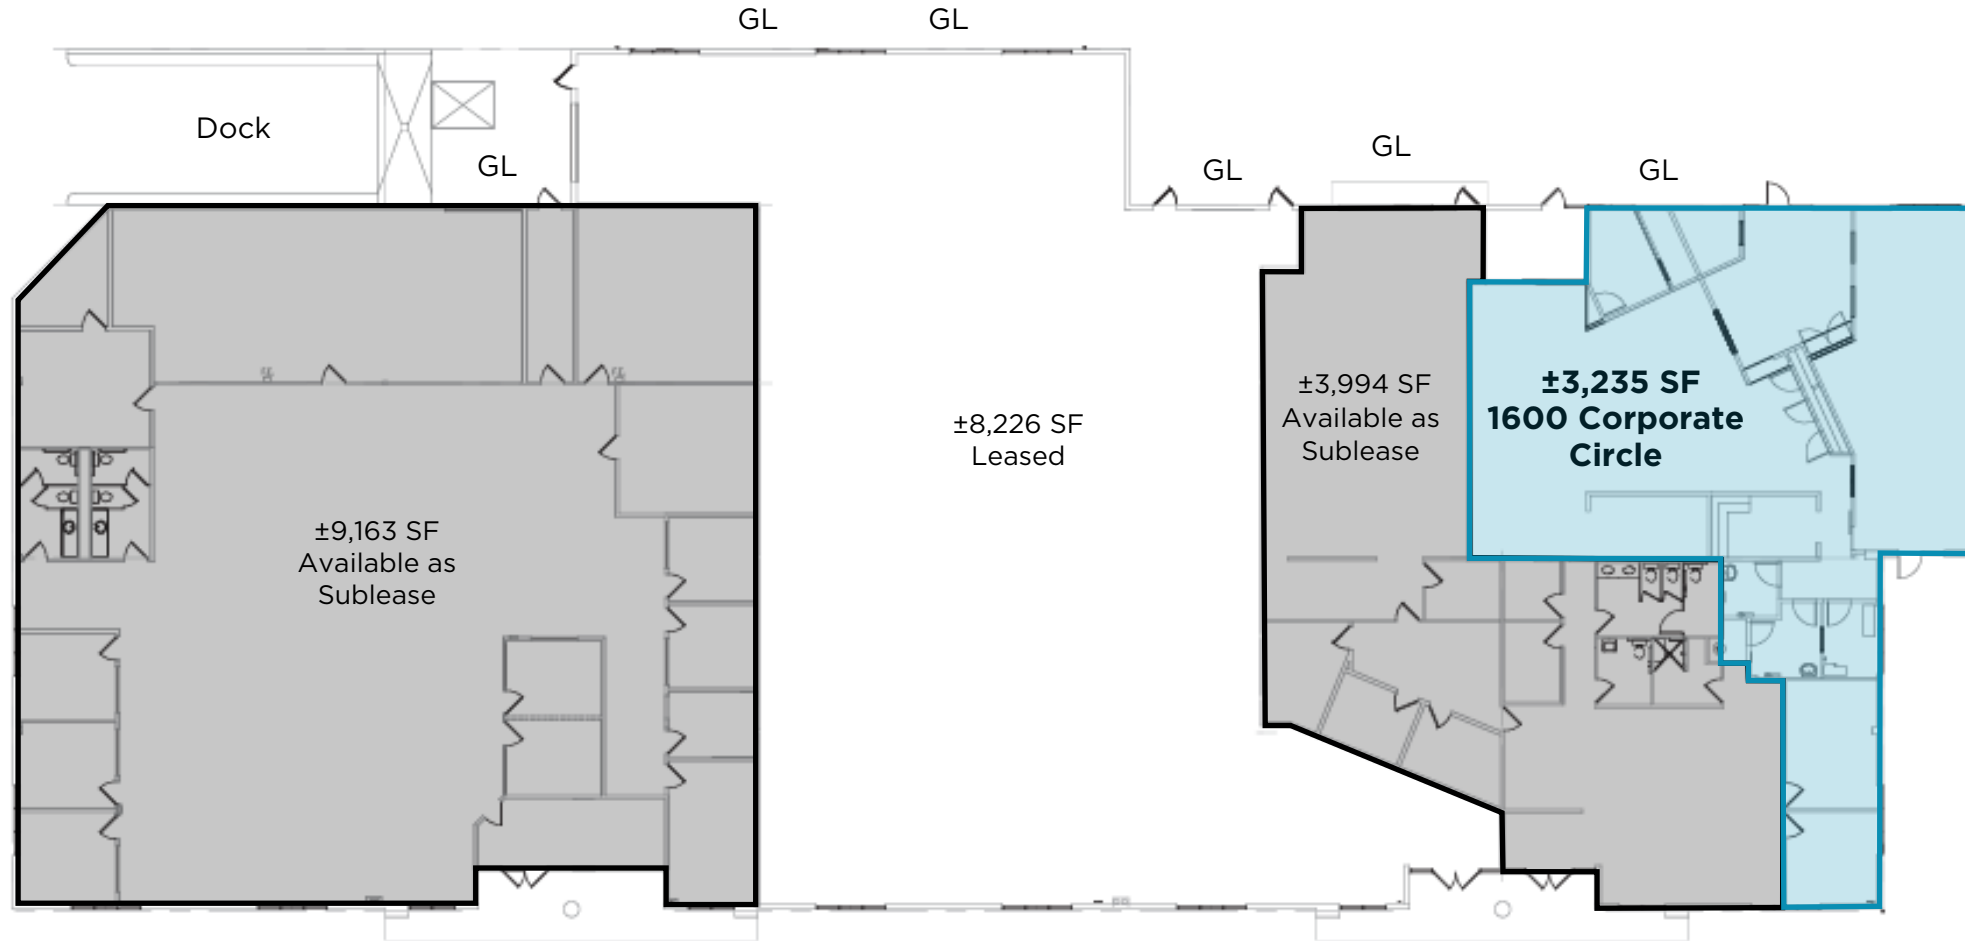 GL
GL
Dock
GL
GL
GL
GL
±3,994 SF
Available as
Sublease
±3,235 SF
1600 Corporate
Circle
±8,226 SF
Leased
±9,163 SF
Available as
Sublease